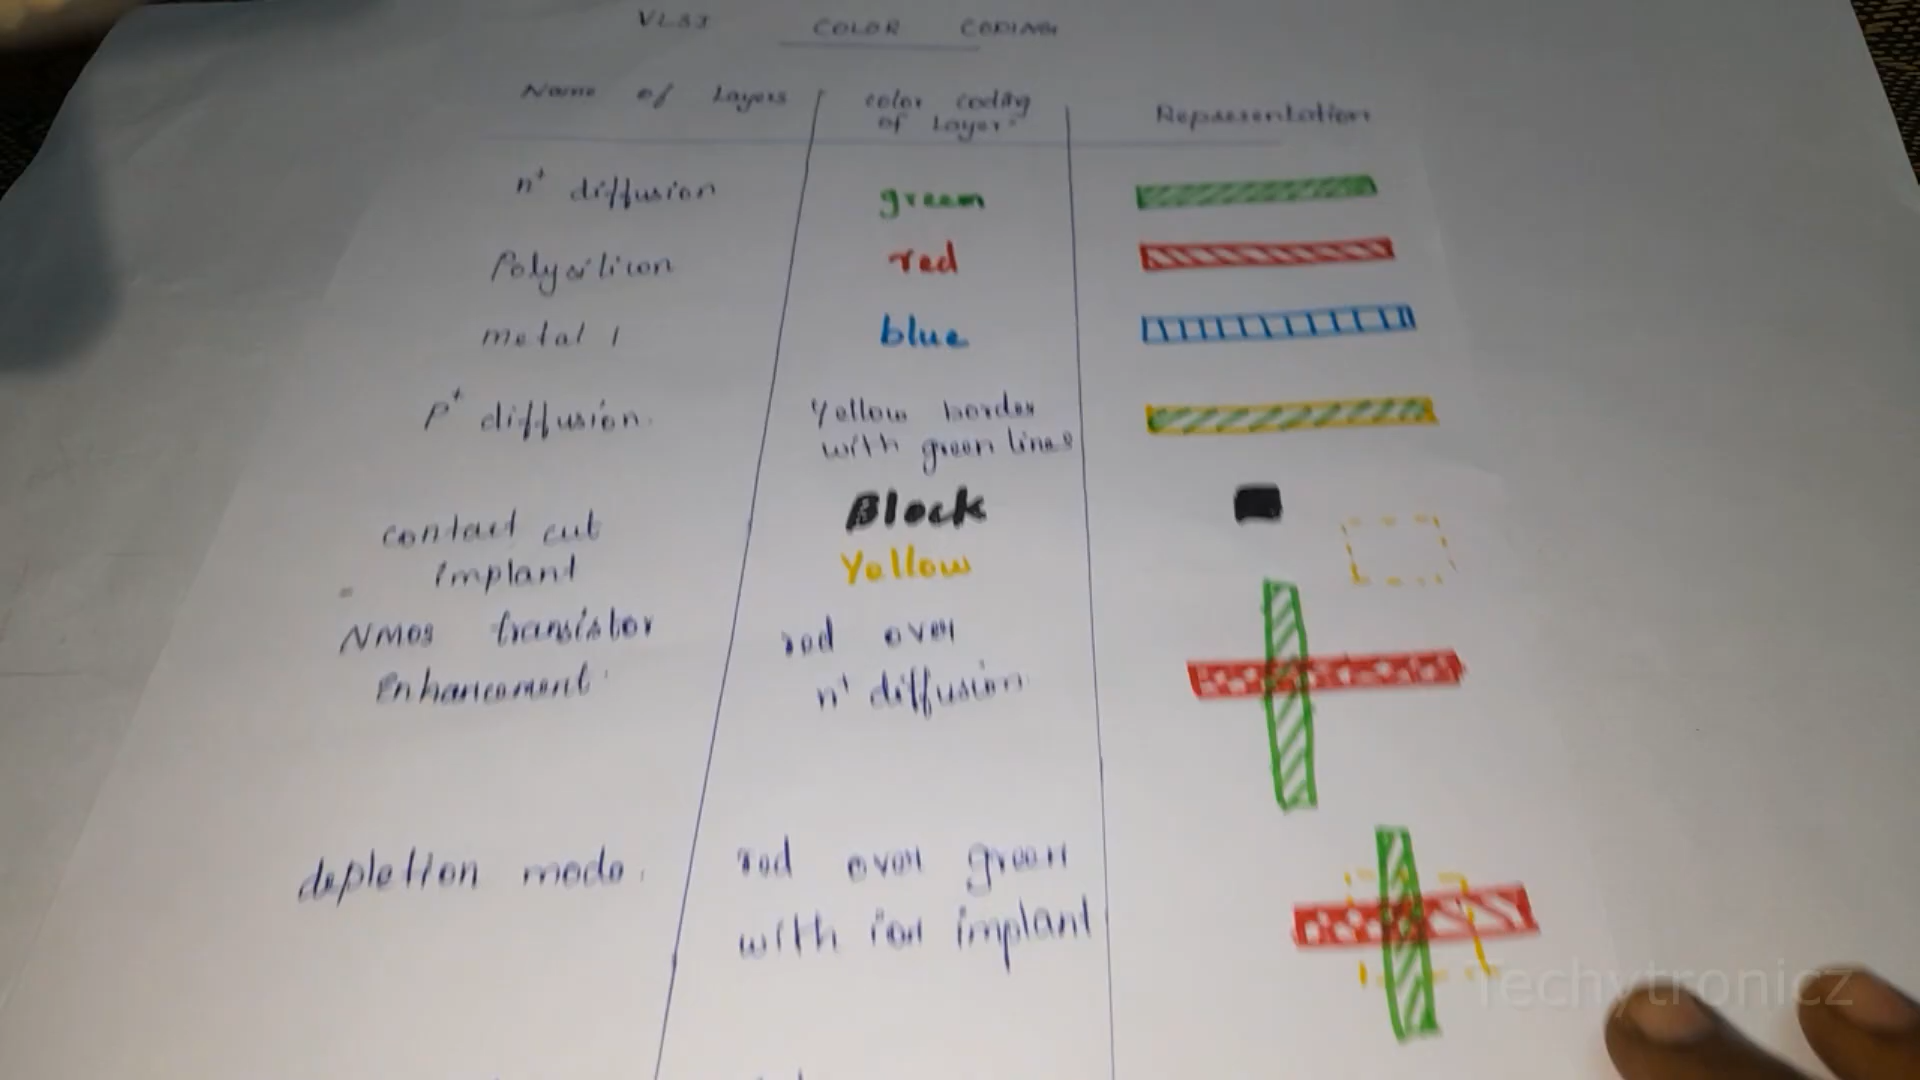 VLSI COLOR CODING
Name of Layers
color coding
of Layer
Representation
n+ diffusion
green
Polysilicon
red
metal 1
blue
P+ diffusion.
Yellow border
with green lines
contact cut
Black
implant
Yellow
NMOS transistor
Enhancement.
red over
n+ diffusion
depletion mode.
red over green
with ion implant
Techytronicz